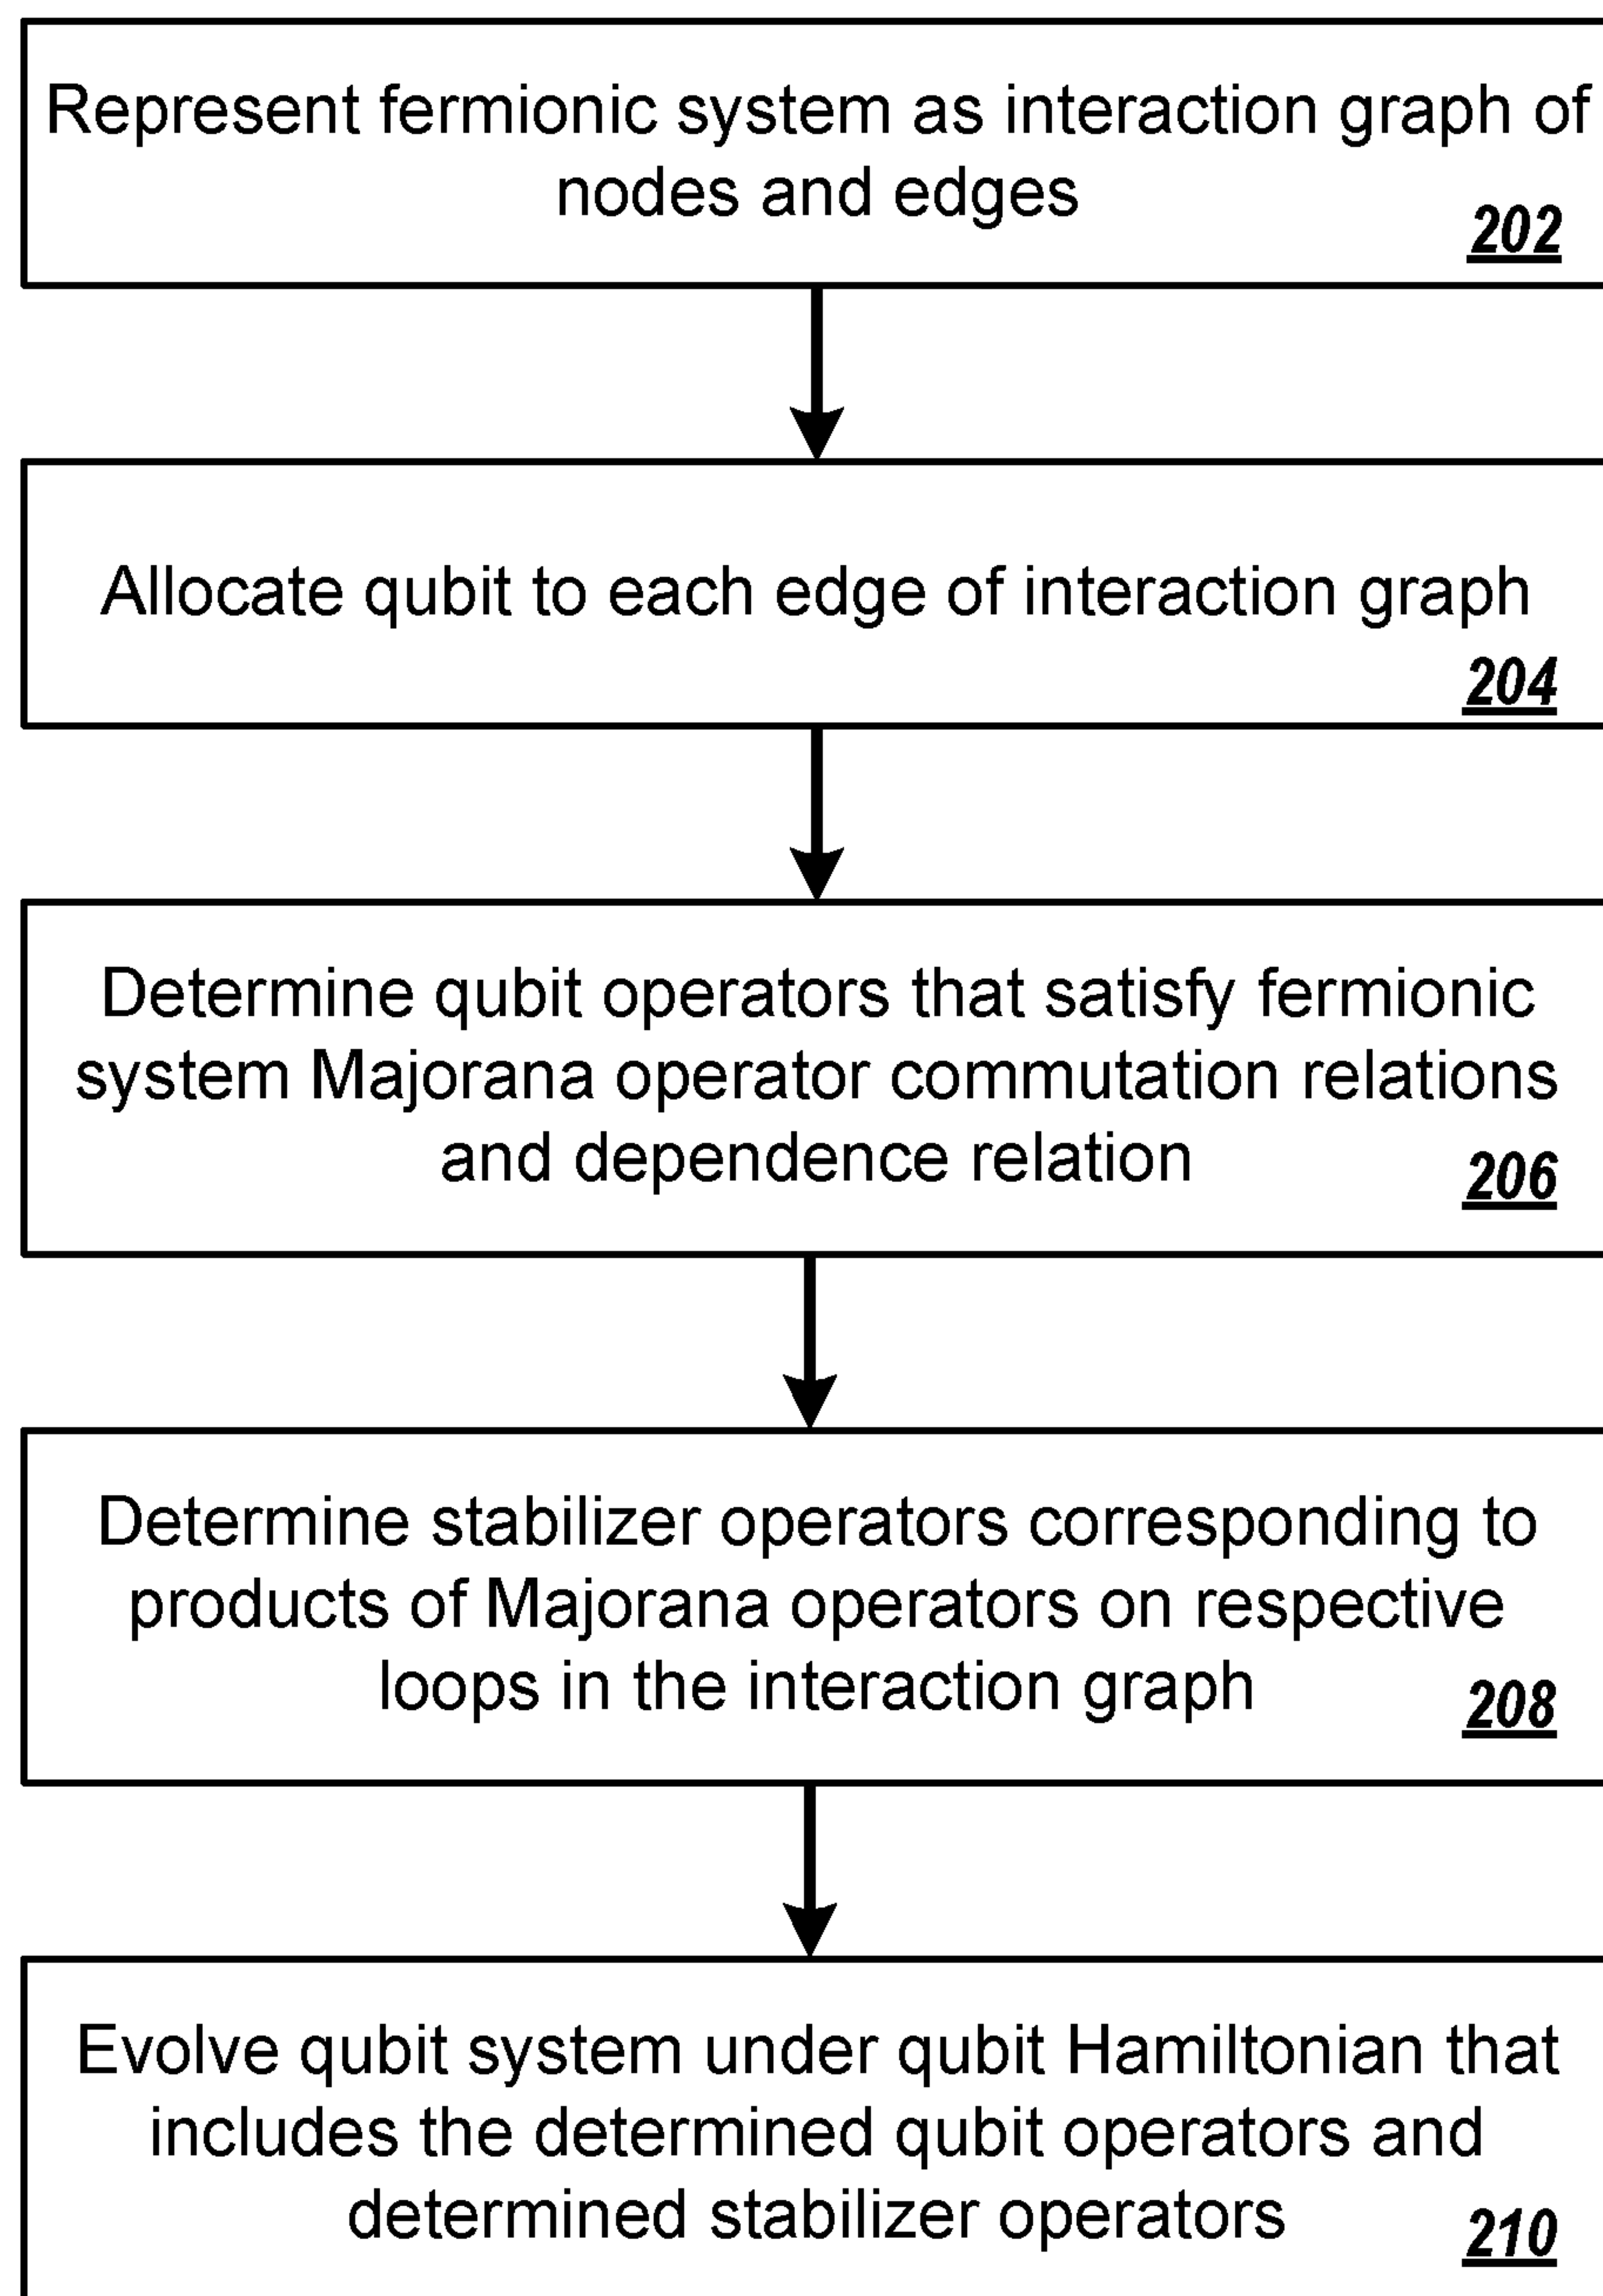 Represent fermionic system as interaction graph of
nodes and edges
202
Allocate qubit to each edge of interaction graph
204
Determine qubit operators that satisfy fermionic
system Majorana operator commutation relations
and dependence relation
206
Determine stabilizer operators corresponding to
products of Majorana operators on respective
loops in the interaction graph
208
Evolve qubit system under qubit Hamiltonian that
includes the determined qubit operators and
determined stabilizer operators
210